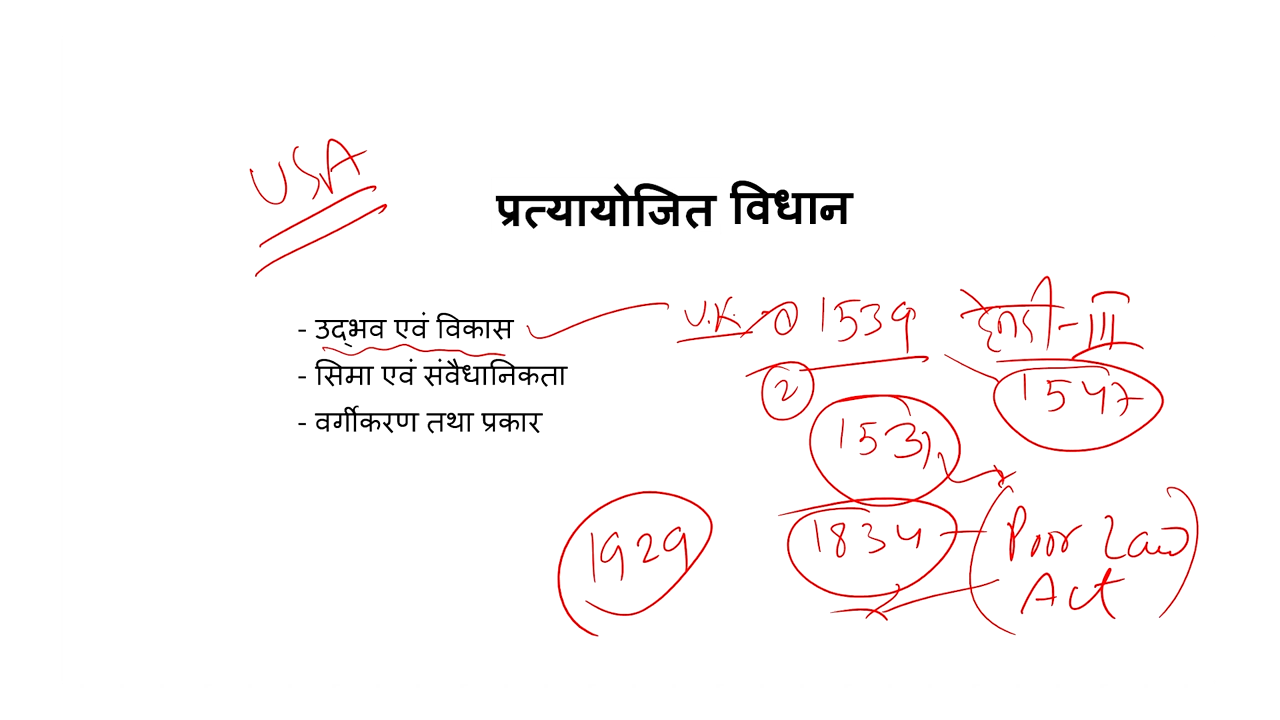 USA
प्रत्यायोजित विधान
- उद्भव एवं विकास U.K. 1539 हेनरी-III
- सिमा एवं संवैधानिकता 2 1547
- वर्गीकरण तथा प्रकार 1531
1929 1834 (Poor Law
Act)